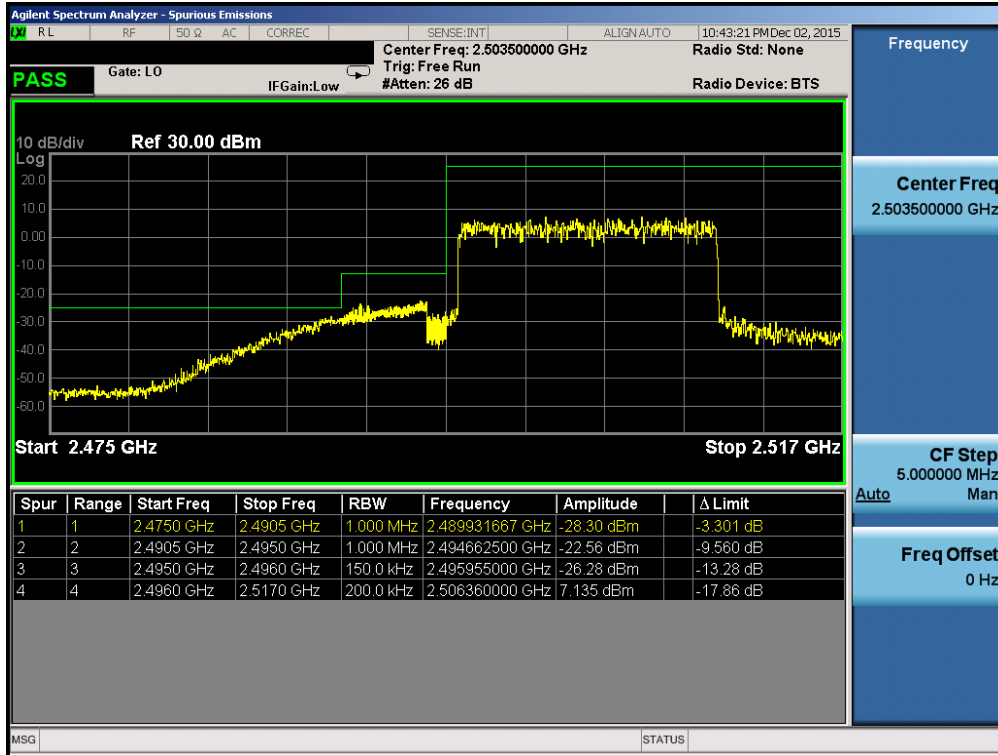 Agilent Spectrum Analyzer - Spurious Emissions
LXI RL RF 50 Ω AC CORREC SENSE:INT ALIGN AUTO 10:43:21 PM Dec 02, 2015
Center Freq: 2.503500000 GHz Radio Std: None
Trig: Free Run
PASS Gate: LO IFGain:Low #Atten: 26 dB Radio Device: BTS
10 dB/div Ref 30.00 dBm
Log
20.0
10.0
0.00
-10.0
-20.0
-30.0
-40.0
-50.0
-60.0
Start 2.475 GHz Stop 2.517 GHz
Spur Range Start Freq Stop Freq RBW Frequency Amplitude Δ Limit
1 1 2.4750 GHz 2.4905 GHz 1.000 MHz 2.489931667 GHz -28.30 dBm -3.301 dB
2 2 2.4905 GHz 2.4950 GHz 1.000 MHz 2.494662500 GHz -22.56 dBm -9.560 dB
3 3 2.4950 GHz 2.4960 GHz 150.0 kHz 2.495955000 GHz -26.28 dBm -13.28 dB
4 4 2.4960 GHz 2.5170 GHz 200.0 kHz 2.506360000 GHz 7.135 dBm -17.86 dB
MSG STATUS
Frequency
Center Freq
2.503500000 GHz
CF Step
5.000000 MHz
Auto Man
Freq Offset
0 Hz